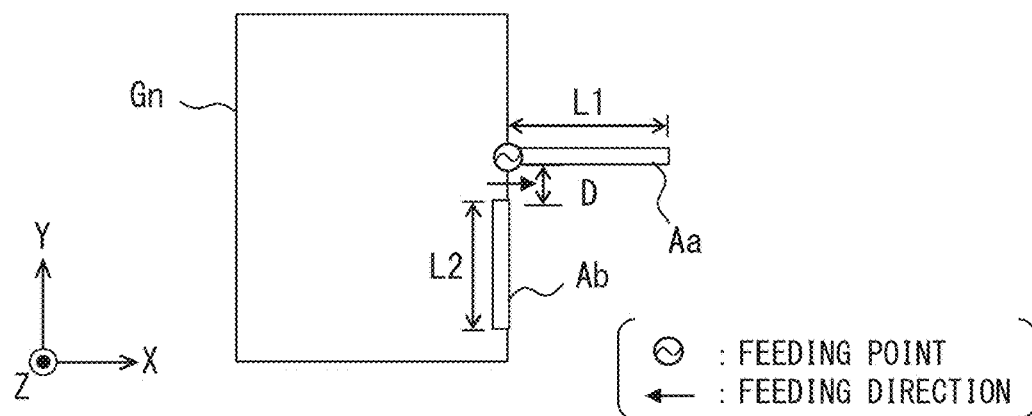 Gn
L1
D
Aa
L2
Ab
Y
X
Z
: FEEDING POINT
: FEEDING DIRECTION